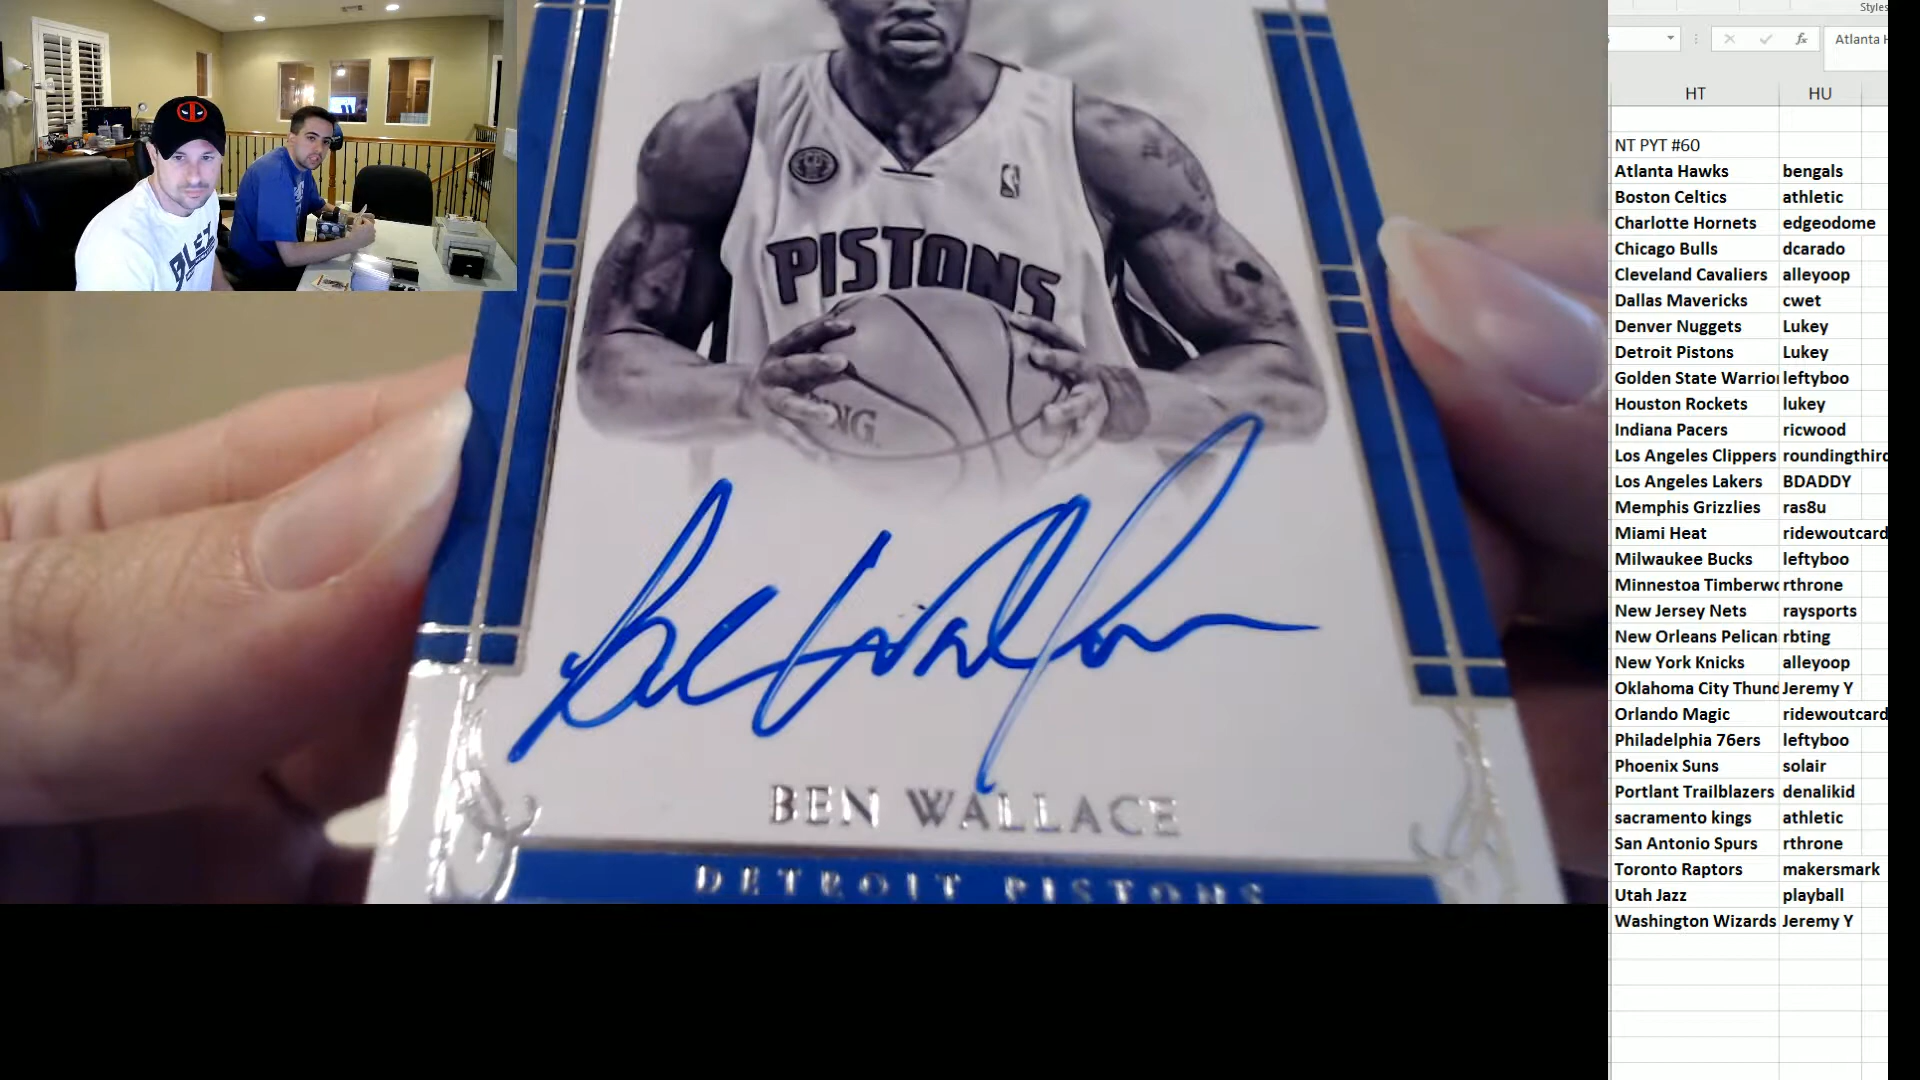 PISTONS
BEN WALLACE
DETROIT PISTONS
Styles
Atlanta H
HT HU
NT PYT #60
Atlanta Hawks bengals
Boston Celtics athletic
Charlotte Hornets edgeodome
Chicago Bulls dcarado
Cleveland Cavaliers alleyoop
Dallas Mavericks cwet
Denver Nuggets Lukey
Detroit Pistons Lukey
Golden State Warrior leftyboo
Houston Rockets lukey
Indiana Pacers ricwood
Los Angeles Clippers roundingthird
Los Angeles Lakers BDADDY
Memphis Grizzlies ras8u
Miami Heat ridewoutcard
Milwaukee Bucks leftyboo
Minnestoa Timberwo rthrone
New Jersey Nets raysports
New Orleans Pelican rbting
New York Knicks alleyoop
Oklahoma City Thund Jeremy Y
Orlando Magic ridewoutcard
Philadelphia 76ers leftyboo
Phoenix Suns solair
Portlant Trailblazers denalikid
sacramento kings athletic
San Antonio Spurs rthrone
Toronto Raptors makersmark
Utah Jazz playball
Washington Wizards Jeremy Y